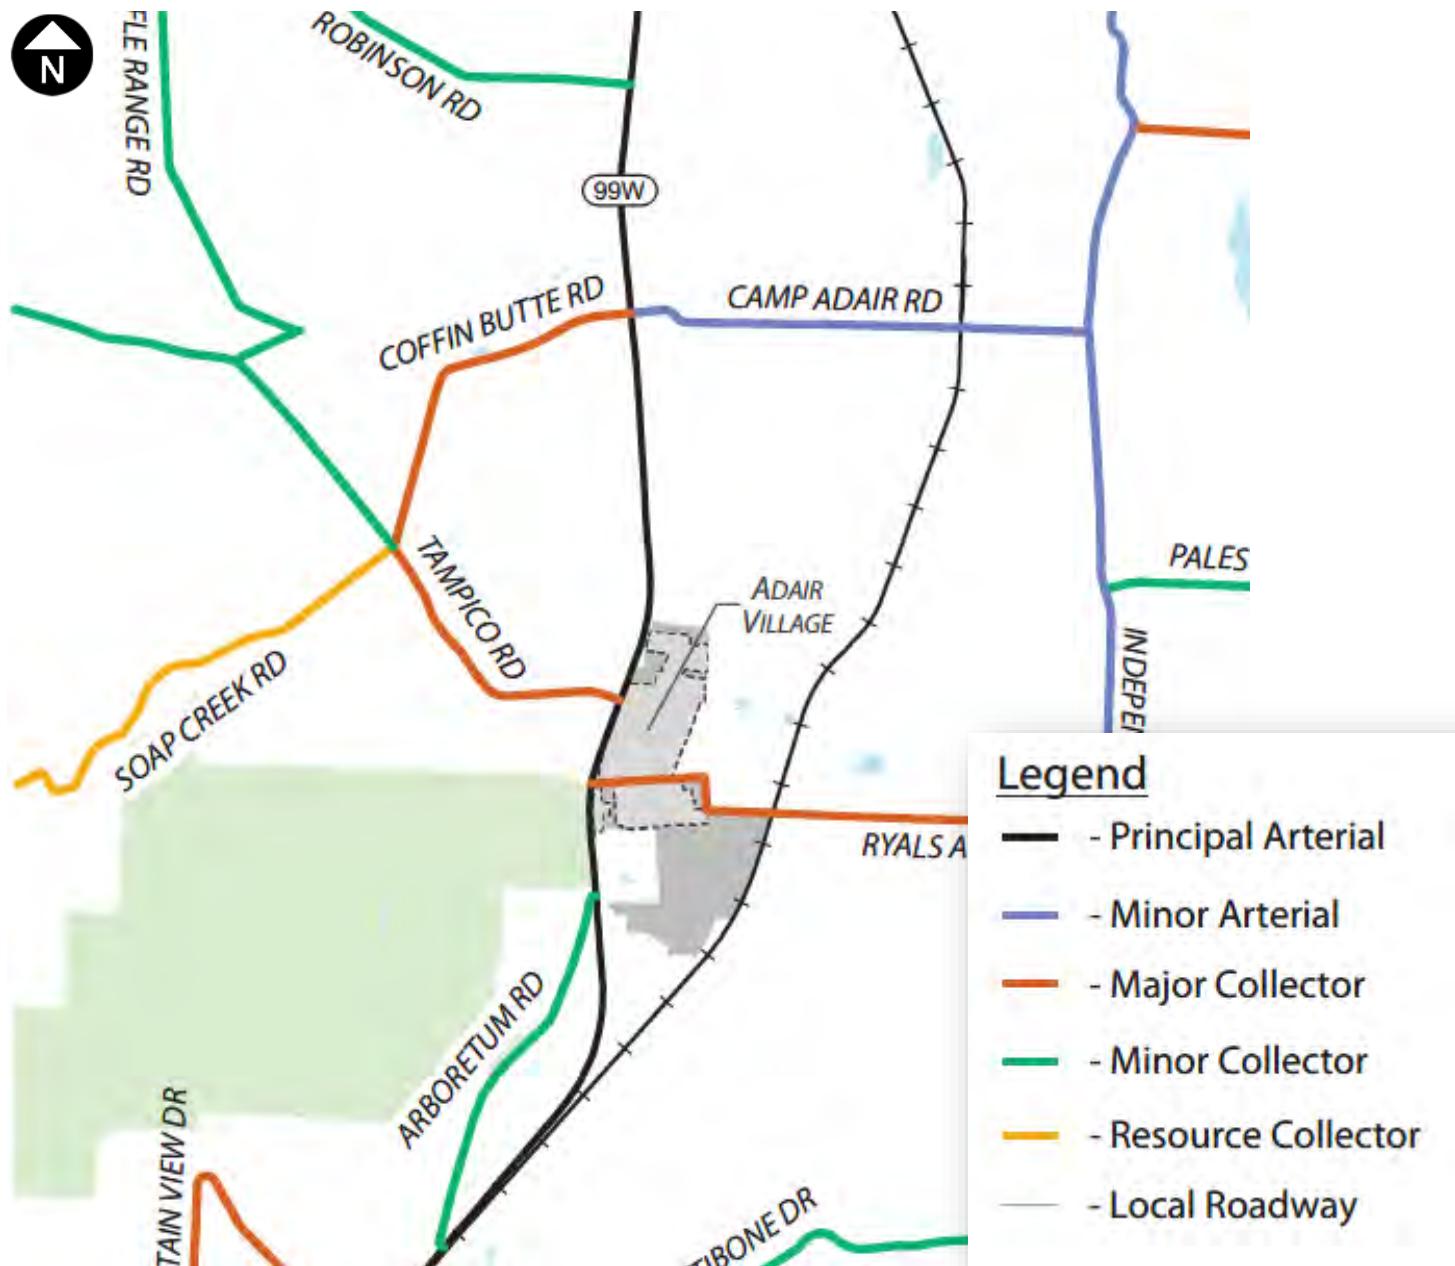 N
FLE RANGE RD
ROBINSON RD
99W
COFFIN BUTTE RD
CAMP ADAIR RD
TAMPICO RD
PALES
ADAIR
VILLAGE
SOAP CREEK RD
INDEPE
RYALS A
ARBORETUM RD
TAIN VIEW DR
TIBONE DR
Legend
- Principal Arterial
- Minor Arterial
- Major Collector
- Minor Collector
- Resource Collector
- Local Roadway